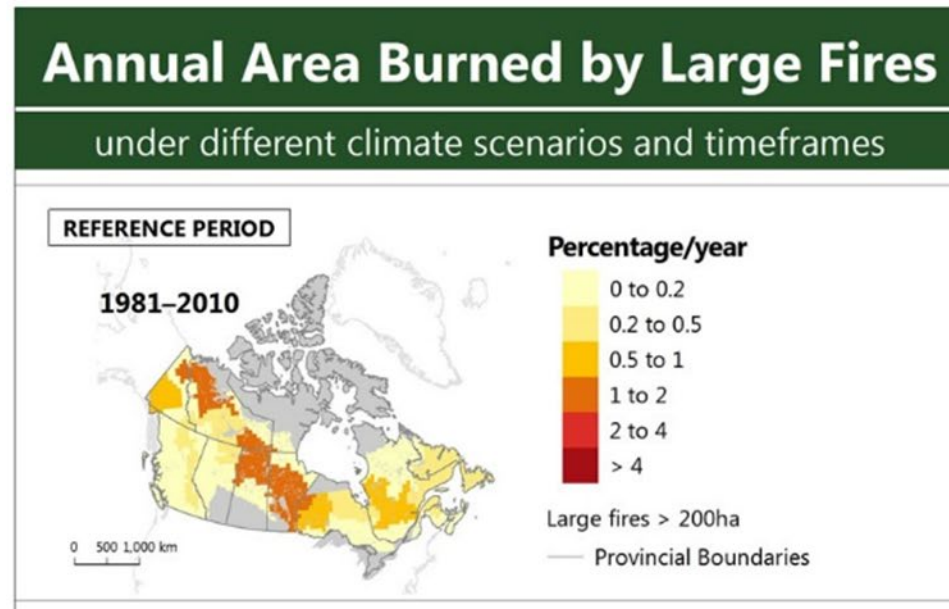 Annual Area Burned by Large Fires
under different climate scenarios and timeframes
REFERENCE PERIOD
1981–2010
Percentage/year
0 to 0.2
0.2 to 0.5
0.5 to 1
1 to 2
2 to 4
> 4
Large fires > 200ha
Provincial Boundaries
0 500 1,000 km